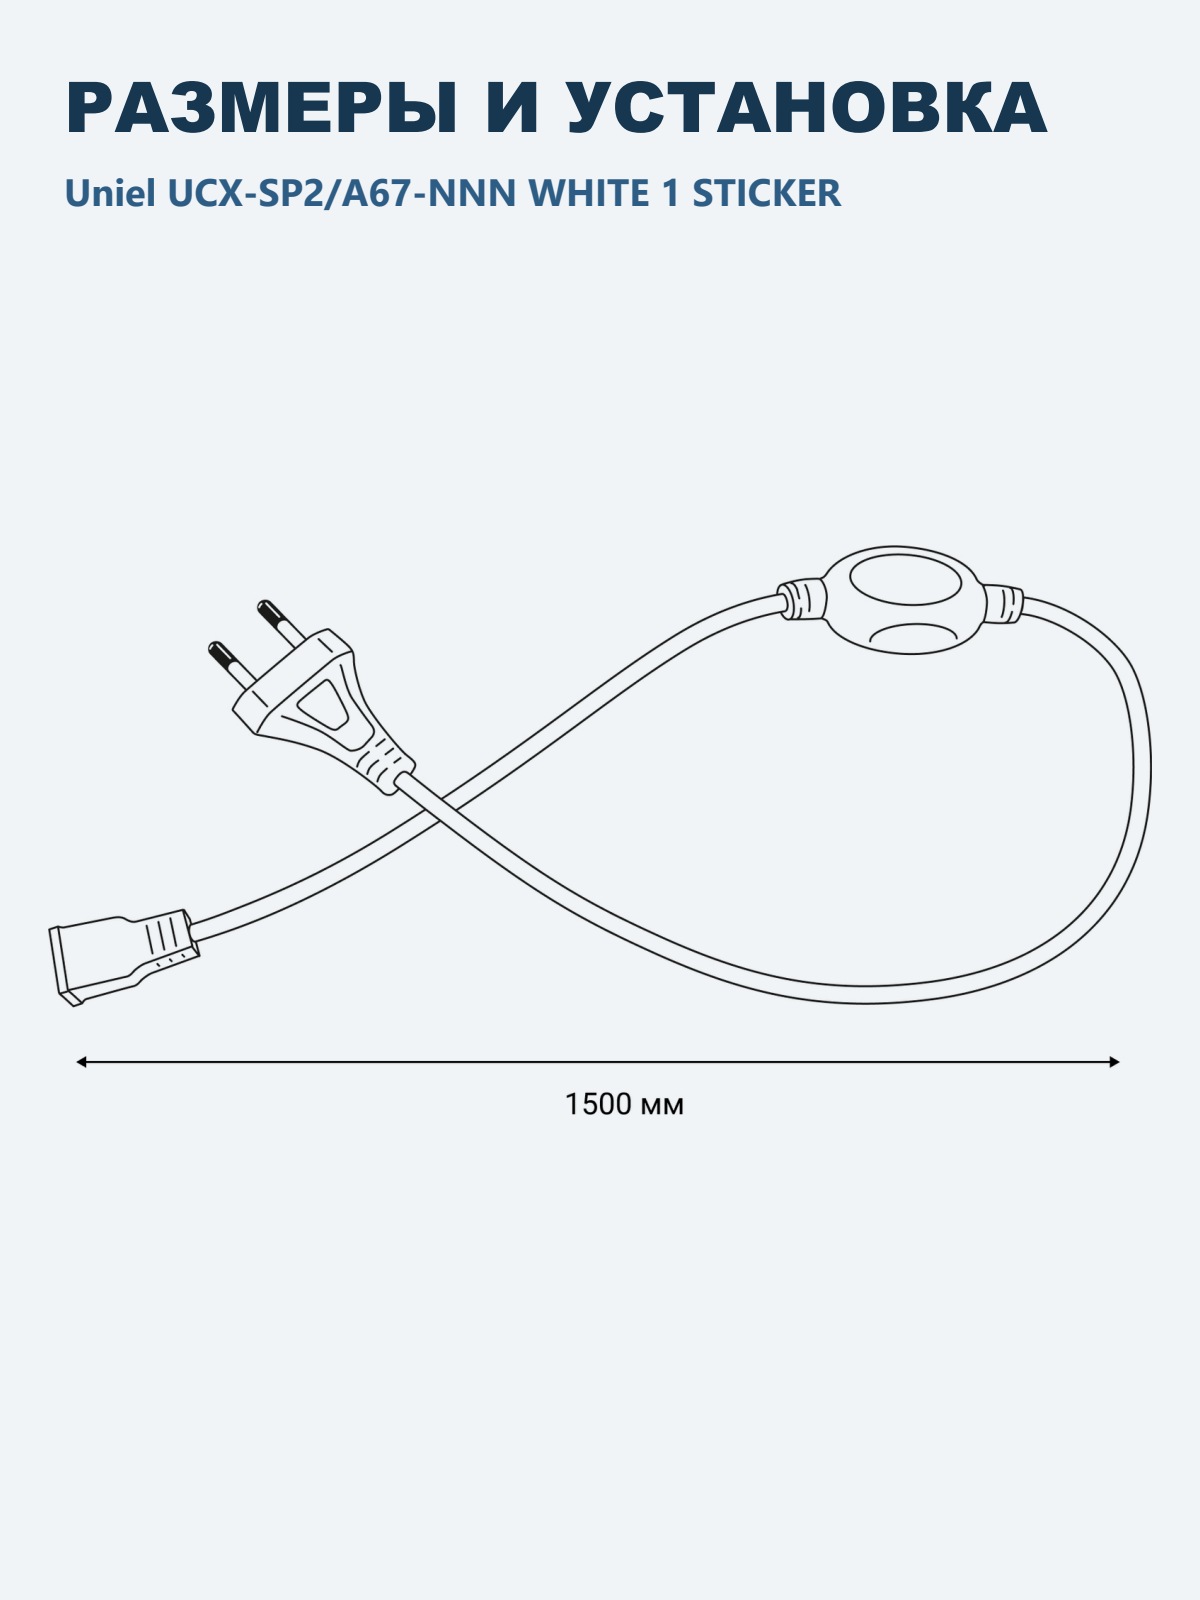 РАЗМЕРЫ И УСТАНОВКА
Uniel UCX-SP2/A67-NNN WHITE 1 STICKER
1500 мм